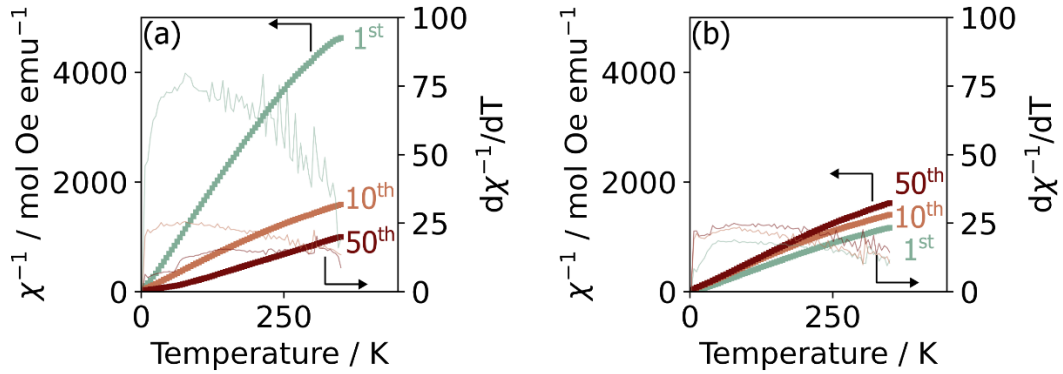 (a)
1st
10th
50th
4000
2000
0
100
75
50
25
0
0
250
χ⁻¹ / mol Oe emu⁻¹
dχ⁻¹/dT
Temperature / K
(b)
50th
10th
1st
4000
2000
0
100
75
50
25
0
0
250
χ⁻¹ / mol Oe emu⁻¹
dχ⁻¹/dT
Temperature / K